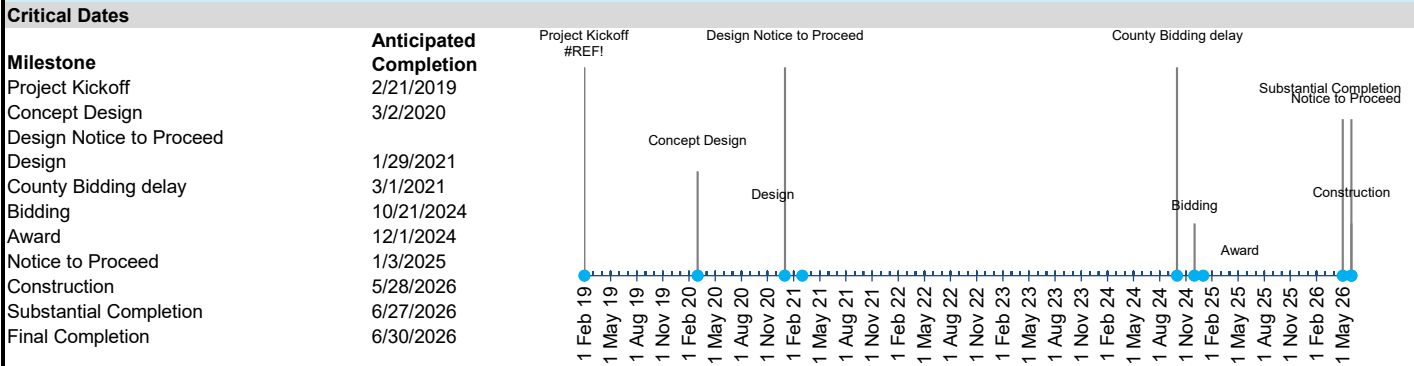 Critical Dates
Milestone Anticipated Completion
Project Kickoff 2/21/2019
Concept Design 3/2/2020
Design Notice to Proceed
Design 1/29/2021
County Bidding delay 3/1/2021
Bidding 10/21/2024
Award 12/1/2024
Notice to Proceed 1/3/2025
Construction 5/28/2026
Substantial Completion 6/27/2026
Final Completion 6/30/2026
Project Kickoff
#REF!
Design Notice to Proceed
County Bidding delay
Substantial Completion
Notice to Proceed
Concept Design
Design
Construction
Bidding
Award
1 Feb 19
1 May 19
1 Aug 19
1 Nov 19
1 Feb 20
1 May 20
1 Aug 20
1 Nov 20
1 Feb 21
1 May 21
1 Aug 21
1 Nov 21
1 Feb 22
1 May 22
1 Aug 22
1 Nov 22
1 Feb 23
1 May 23
1 Aug 23
1 Nov 23
1 Feb 24
1 May 24
1 Aug 24
1 Nov 24
1 Feb 25
1 May 25
1 Aug 25
1 Nov 25
1 Feb 26
1 May 26